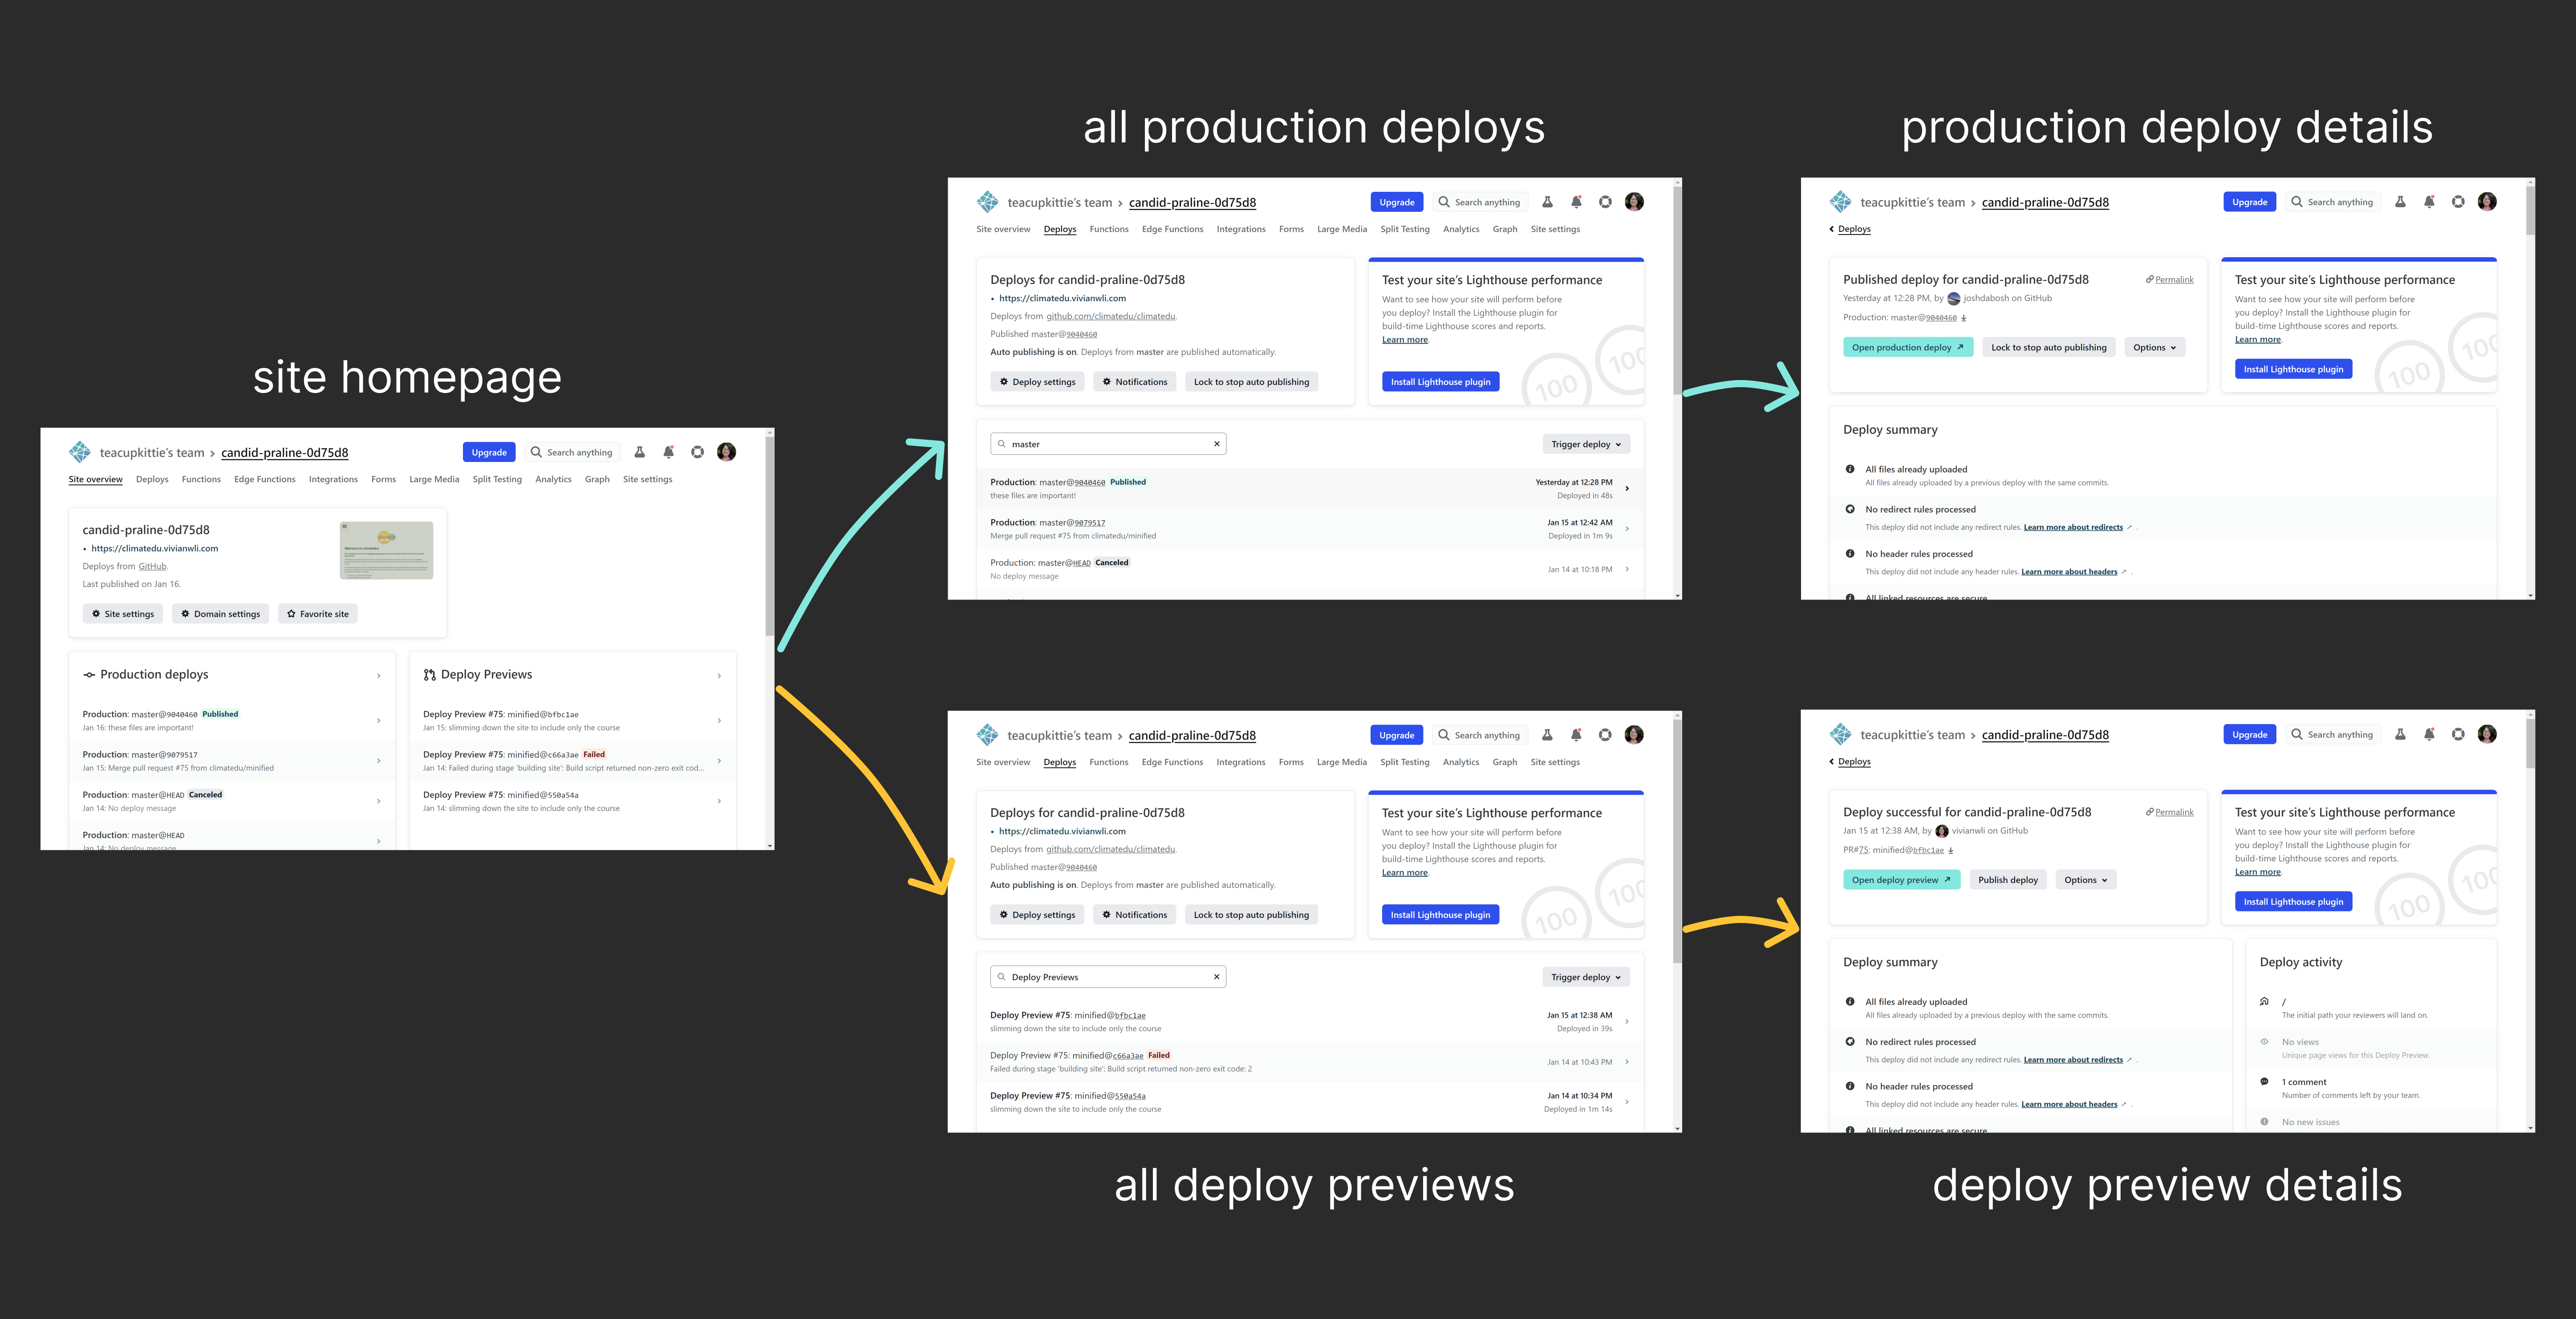 site homepage
teacupkittie's team > candid-praline-0d75d8
Upgrade
Search anything
Site overview Deploys Functions Edge Functions Integrations Forms Large Media Split Testing Analytics Graph Site settings
candid-praline-0d75d8
• https://climatedu.vivianwli.com
Deploys from GitHub.
Last published on Jan 16.
Site settings Domain settings Favorite site
Production deploys
Production: master@9040460 Published
Jan 16: these files are important!
Production: master@9079517
Jan 15: Merge pull request #75 from climatedu/minified
Production: master@HEAD Canceled
Jan 14: No deploy message
Production: master@HEAD
Jan 14: No deploy message
Deploy Previews
Deploy Preview #75: minified@bfbc1ae
Jan 15: slimming down the site to include only the course
Deploy Preview #75: minified@c66a3ae Failed
Jan 14: Failed during stage 'building site': Build script returned non-zero exit cod...
Deploy Preview #75: minified@550a54a
Jan 14: slimming down the site to include only the course
all production deploys
teacupkittie's team > candid-praline-0d75d8
Upgrade
Search anything
Site overview Deploys Functions Edge Functions Integrations Forms Large Media Split Testing Analytics Graph Site settings
Deploys for candid-praline-0d75d8
• https://climatedu.vivianwli.com
Deploys from github.com/climatedu/climatedu.
Published master@9040460
Auto publishing is on. Deploys from master are published automatically.
Deploy settings Notifications Lock to stop auto publishing
Test your site's Lighthouse performance
Want to see how your site will perform before
you deploy? Install the Lighthouse plugin for
build-time Lighthouse scores and reports.
Learn more.
Install Lighthouse plugin
100
100
master
Trigger deploy
Production: master@9040460 Published
these files are important!
Yesterday at 12:28 PM
Deployed in 48s
Production: master@9079517
Merge pull request #75 from climatedu/minified
Jan 15 at 12:42 AM
Deployed in 1m 9s
Production: master@HEAD Canceled
No deploy message
Jan 14 at 10:18 PM
production deploy details
teacupkittie's team > candid-praline-0d75d8
Upgrade
Search anything
Deploys
Published deploy for candid-praline-0d75d8
Permalink
Yesterday at 12:28 PM, by joshdabosh on GitHub
Production: master@9040460
Open production deploy Lock to stop auto publishing Options
Test your site's Lighthouse performance
Want to see how your site will perform before
you deploy? Install the Lighthouse plugin for
build-time Lighthouse scores and reports.
Learn more.
Install Lighthouse plugin
100
100
Deploy summary
All files already uploaded
All files already uploaded by a previous deploy with the same commits.
No redirect rules processed
This deploy did not include any redirect rules. Learn more about redirects .
No header rules processed
This deploy did not include any header rules. Learn more about headers .
All linked resources are secure
all deploy previews
teacupkittie's team > candid-praline-0d75d8
Upgrade
Search anything
Site overview Deploys Functions Edge Functions Integrations Forms Large Media Split Testing Analytics Graph Site settings
Deploys for candid-praline-0d75d8
• https://climatedu.vivianwli.com
Deploys from github.com/climatedu/climatedu.
Published master@9040460
Auto publishing is on. Deploys from master are published automatically.
Deploy settings Notifications Lock to stop auto publishing
Test your site's Lighthouse performance
Want to see how your site will perform before
you deploy? Install the Lighthouse plugin for
build-time Lighthouse scores and reports.
Learn more.
Install Lighthouse plugin
100
100
Deploy Previews
Trigger deploy
Deploy Preview #75: minified@bfbc1ae
slimming down the site to include only the course
Jan 15 at 12:38 AM
Deployed in 39s
Deploy Preview #75: minified@c66a3ae Failed
Failed during stage 'building site': Build script returned non-zero exit code: 2
Jan 14 at 10:43 PM
Deploy Preview #75: minified@550a54a
slimming down the site to include only the course
Jan 14 at 10:34 PM
Deployed in 1m 14s
deploy preview details
teacupkittie's team > candid-praline-0d75d8
Upgrade
Search anything
Deploys
Deploy successful for candid-praline-0d75d8
Permalink
Jan 15 at 12:38 AM, by vivianwli on GitHub
PR#75: minified@bfbc1ae
Open deploy preview Publish deploy Options
Test your site's Lighthouse performance
Want to see how your site will perform before
you deploy? Install the Lighthouse plugin for
build-time Lighthouse scores and reports.
Learn more.
Install Lighthouse plugin
100
100
Deploy summary
All files already uploaded
All files already uploaded by a previous deploy with the same commits.
No redirect rules processed
This deploy did not include any redirect rules. Learn more about redirects .
No header rules processed
This deploy did not include any header rules. Learn more about headers .
All linked resources are secure
Deploy activity
/
The initial path your reviewers will land on.
No views
Unique page views for this Deploy Preview.
1 comment
Number of comments left by your team.
No new issues